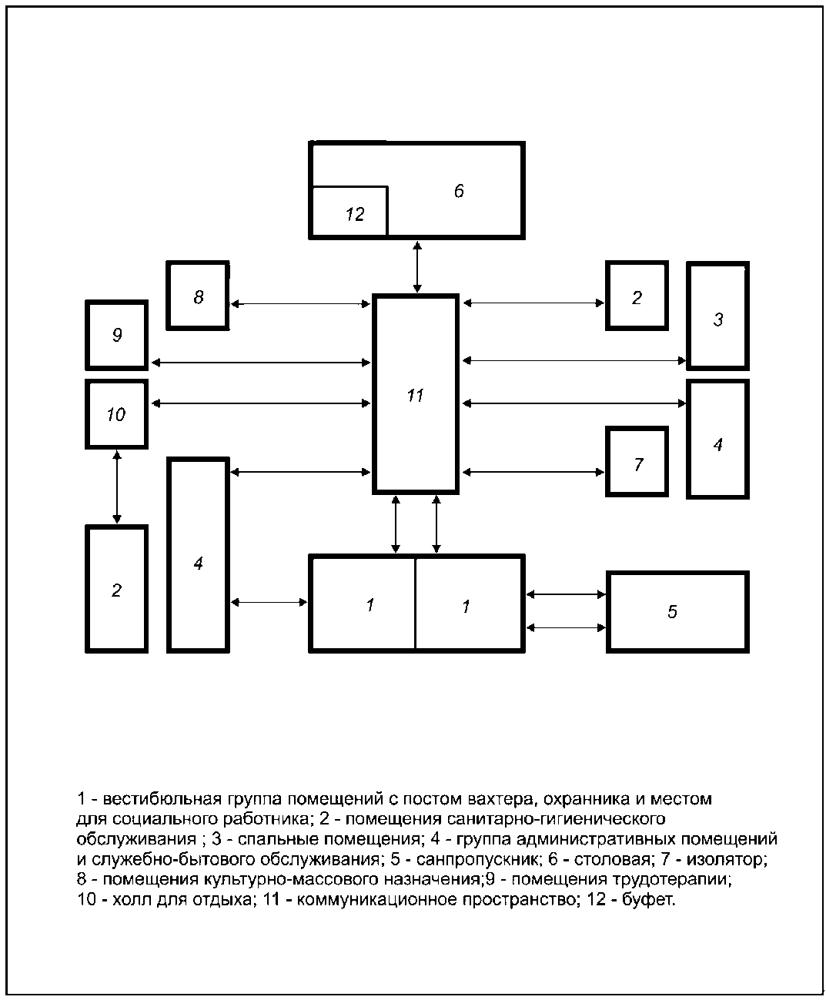 6
12
8
2
3
9
11
10
4
7
4
2
1
1
5
1 - вестибюльная группа помещений с постом вахтера, охранника и местом
для социального работника; 2 - помещения санитарно-гигиенического
обслуживания ; 3 - спальные помещения; 4 - группа административных помещений
и служебно-бытового обслуживания; 5 - санпропускник; 6 - столовая; 7 - изолятор;
8 - помещения культурно-массового назначения;9 - помещения трудотерапии;
10 - холл для отдыха; 11 - коммуникационное пространство; 12 - буфет.